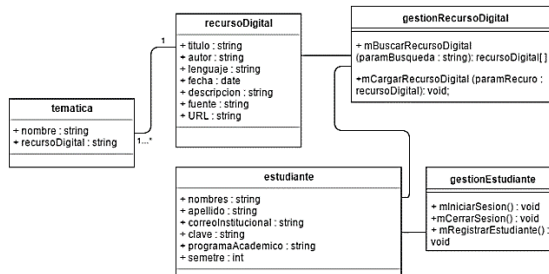 recursoDigital
+ titulo : string
+ autor : string
+ lenguaje : string
+ fecha : date
+ descripcion : string
+ fuente : string
+ URL : string
gestionRecursoDigital
+ mBuscarRecursoDigital
(paramBusqueda : string): recursoDigital[ ]
+mCargarRecursoDigital (paramRecuro :
recursoDigital): void;
1
tematica
+ nombre : string
+ recursoDigital : string
1...*
estudiante
+ nombres : string
+ apellido : string
+ correoInstitucional : string
+ clave : string
+ programaAcademico : string
+ semetre : int
gestionEstudiante
+ mIniciarSesion() : void
+mCerrarSesion() : void
+ mRegistrarEstudiante() :
void